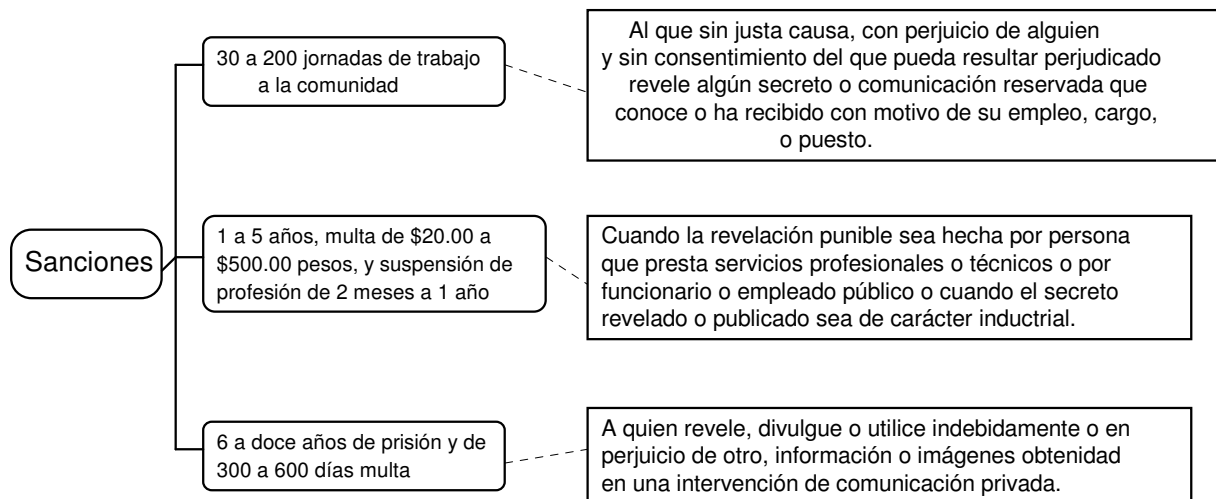 Sanciones
30 a 200 jornadas de trabajo
a la comunidad
Al que sin justa causa, con perjuicio de alguien
y sin consentimiento del que pueda resultar perjudicado
revele algún secreto o comunicación reservada que
conoce o ha recibido con motivo de su empleo, cargo,
o puesto.
1 a 5 años, multa de $20.00 a
$500.00 pesos, y suspensión de
profesión de 2 meses a 1 año
Cuando la revelación punible sea hecha por persona
que presta servicios profesionales o técnicos o por
funcionario o empleado público o cuando el secreto
revelado o publicado sea de carácter inductrial.
6 a doce años de prisión y de
300 a 600 días multa
A quien revele, divulgue o utilice indebidamente o en
perjuicio de otro, información o imágenes obtenidad
en una intervención de comunicación privada.